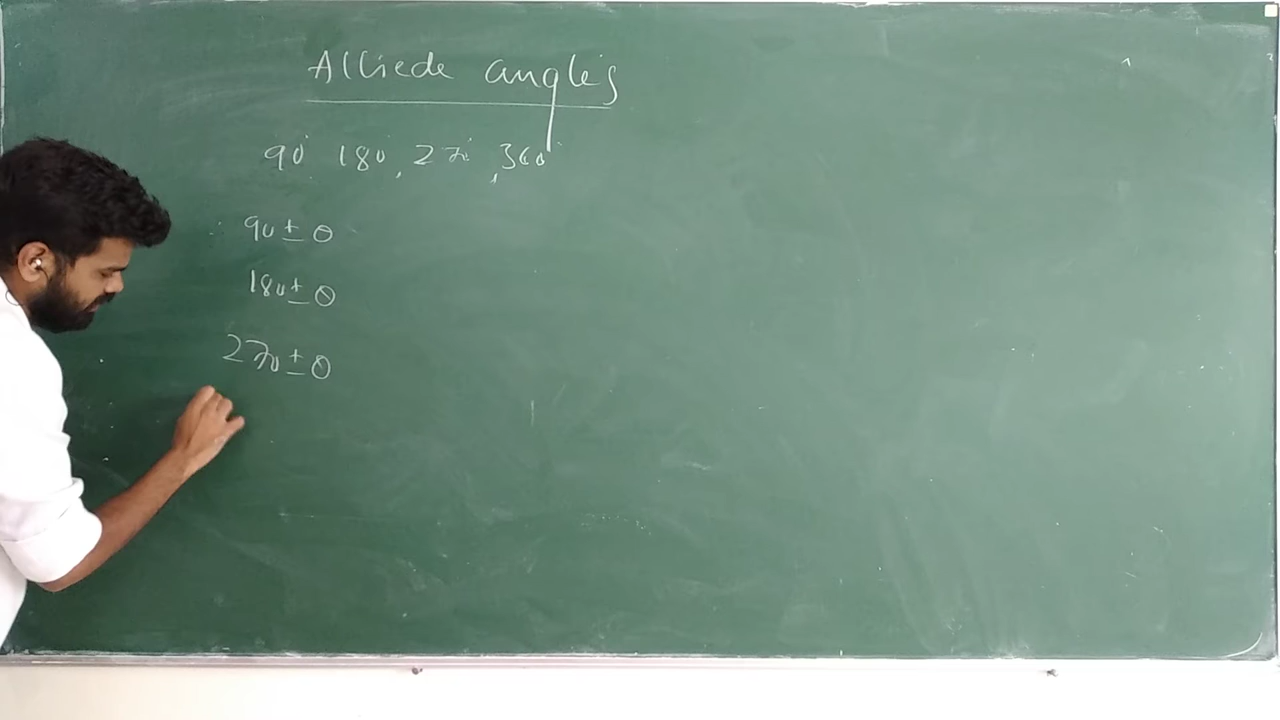 Alliede angles
90° 180°, 270°, 360°
90 ± θ
180 ± θ
270 ± θ